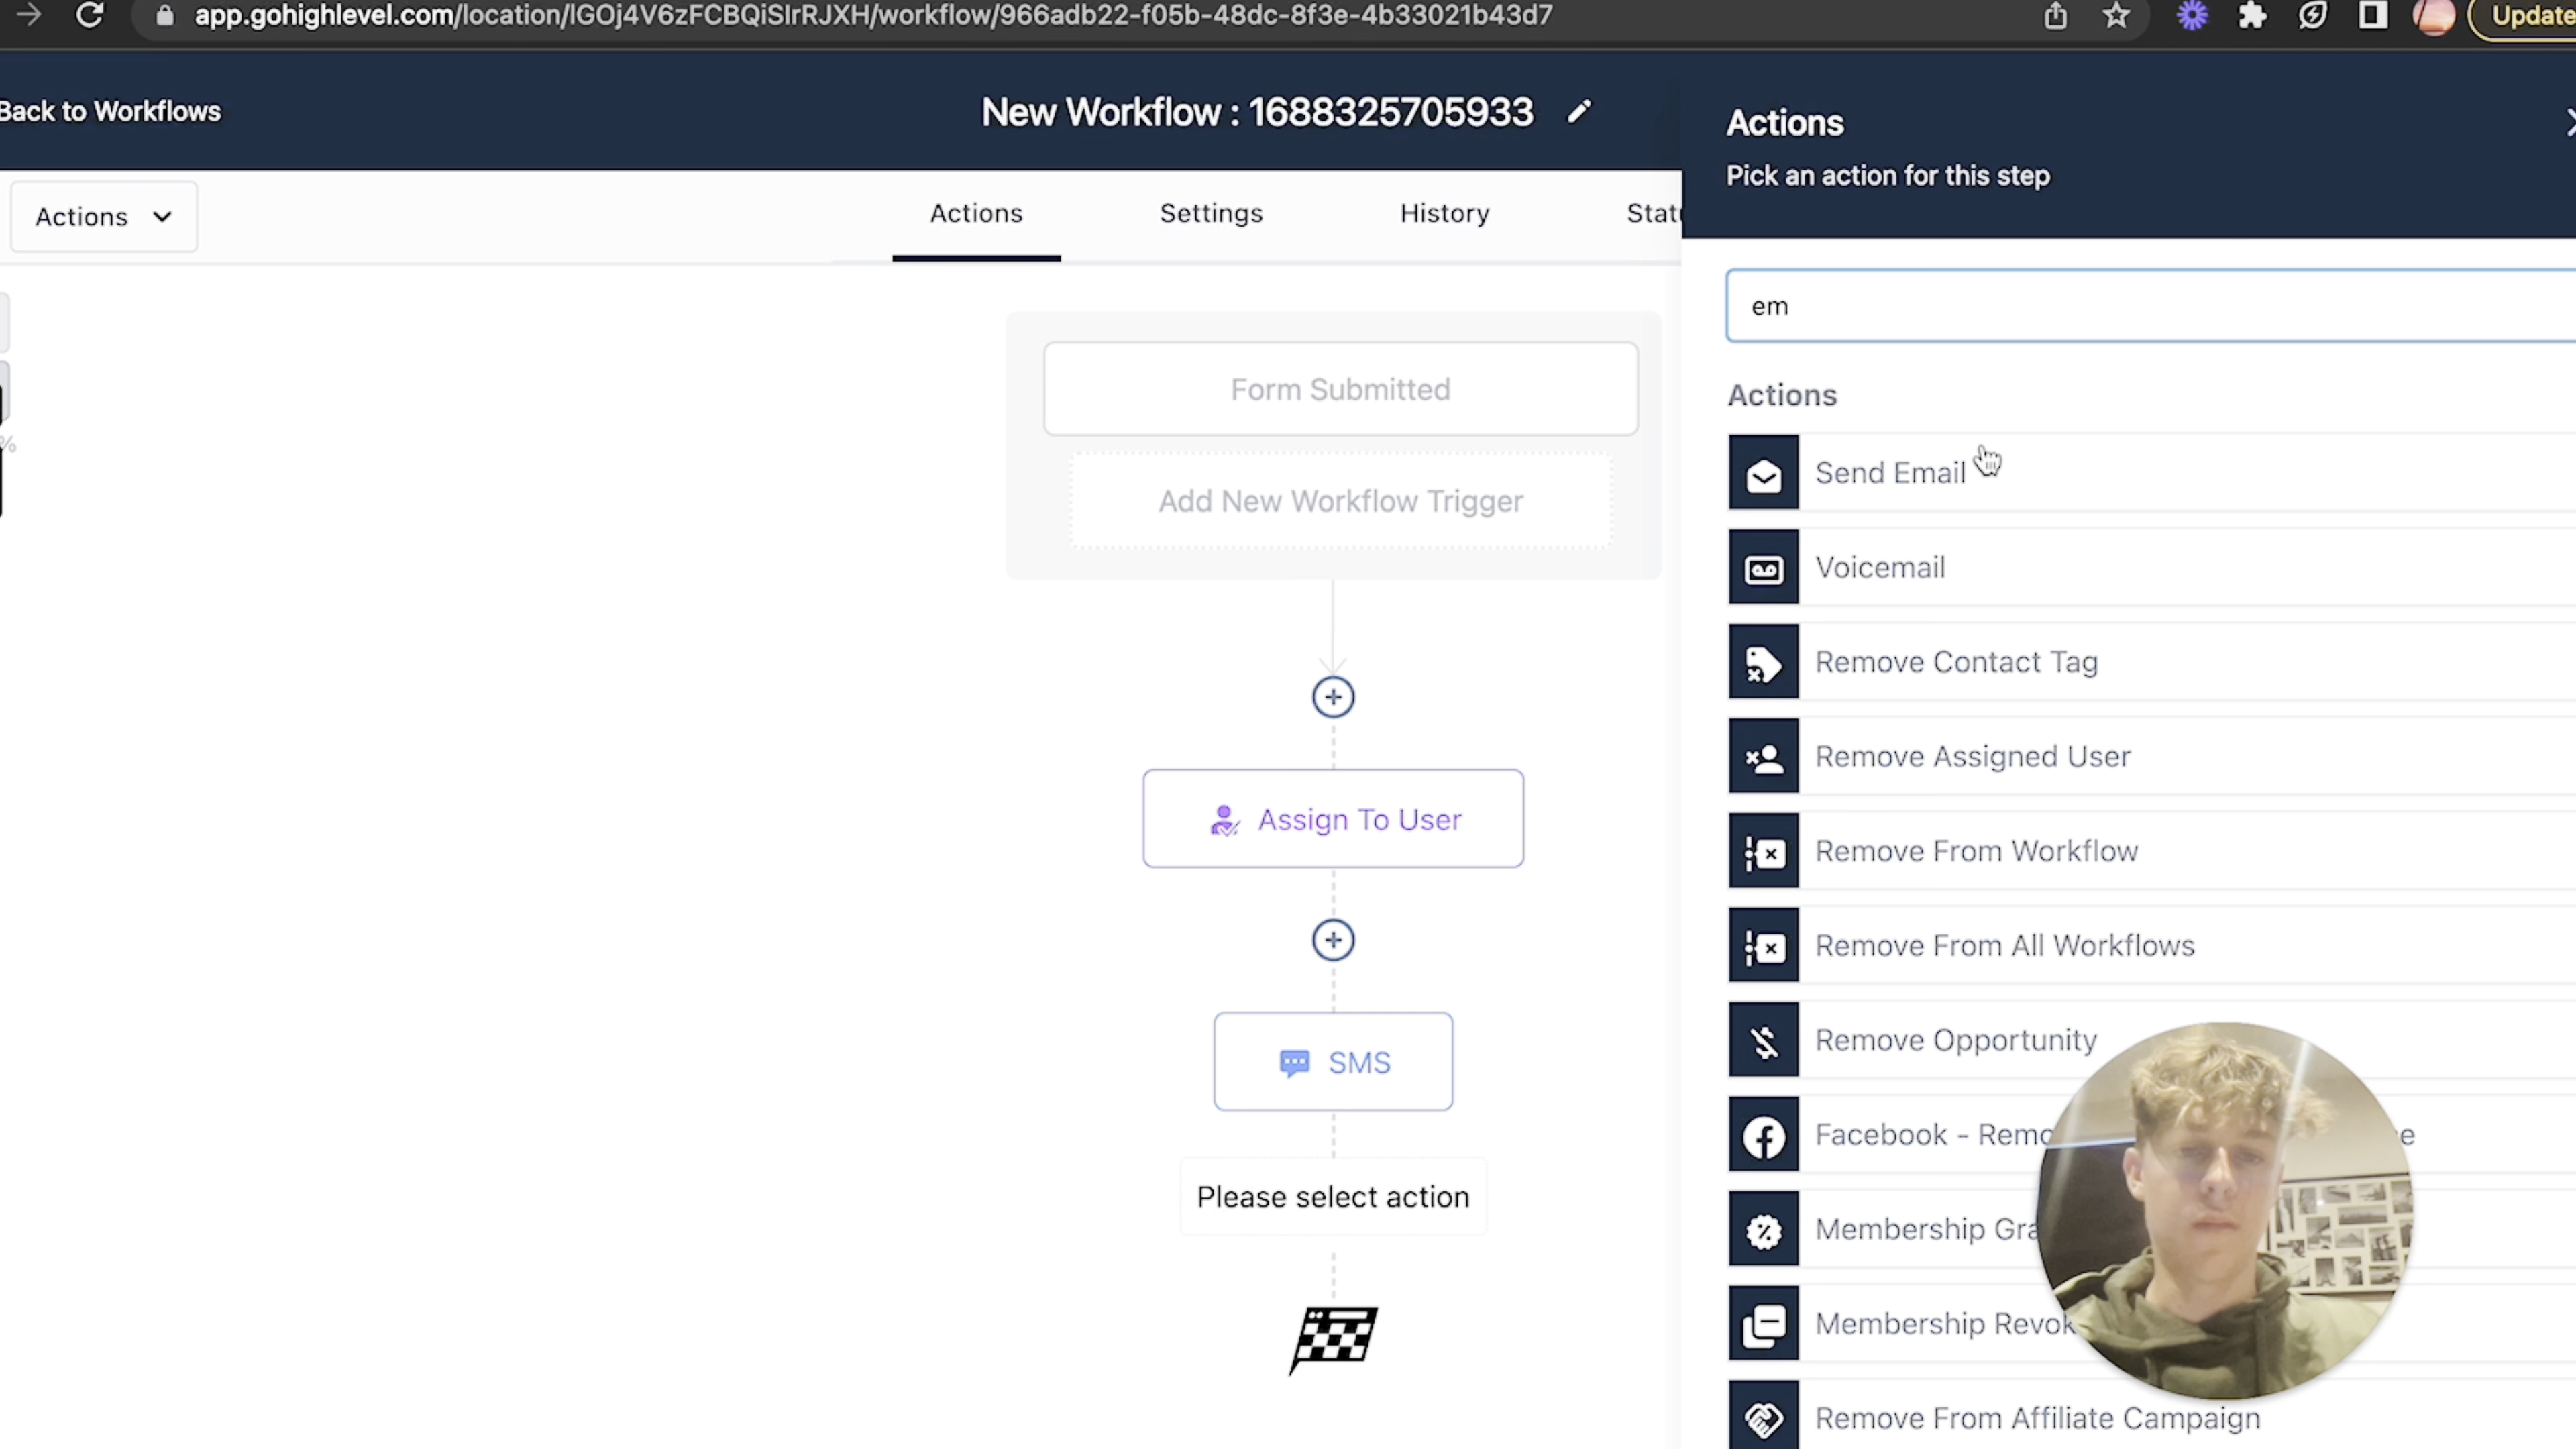 app.gohighlevel.com/location/IGOj4V6zFCBQiSIrRJXH/workflow/966adb22-f05b-48dc-8f3e-4b33021b43d7
Update
Back to Workflows
New Workflow : 1688325705933
Actions
Pick an action for this step
Actions
Actions
Settings
History
Stat
em
Actions
Form Submitted
Add New Workflow Trigger
%
Send Email
Voicemail
Remove Contact Tag
Remove Assigned User
Remove From Workflow
Remove From All Workflows
Remove Opportunity
Facebook - Remo
e
Membership Gra
Membership Revok
Remove From Affiliate Campaign
Assign To User
SMS
Please select action